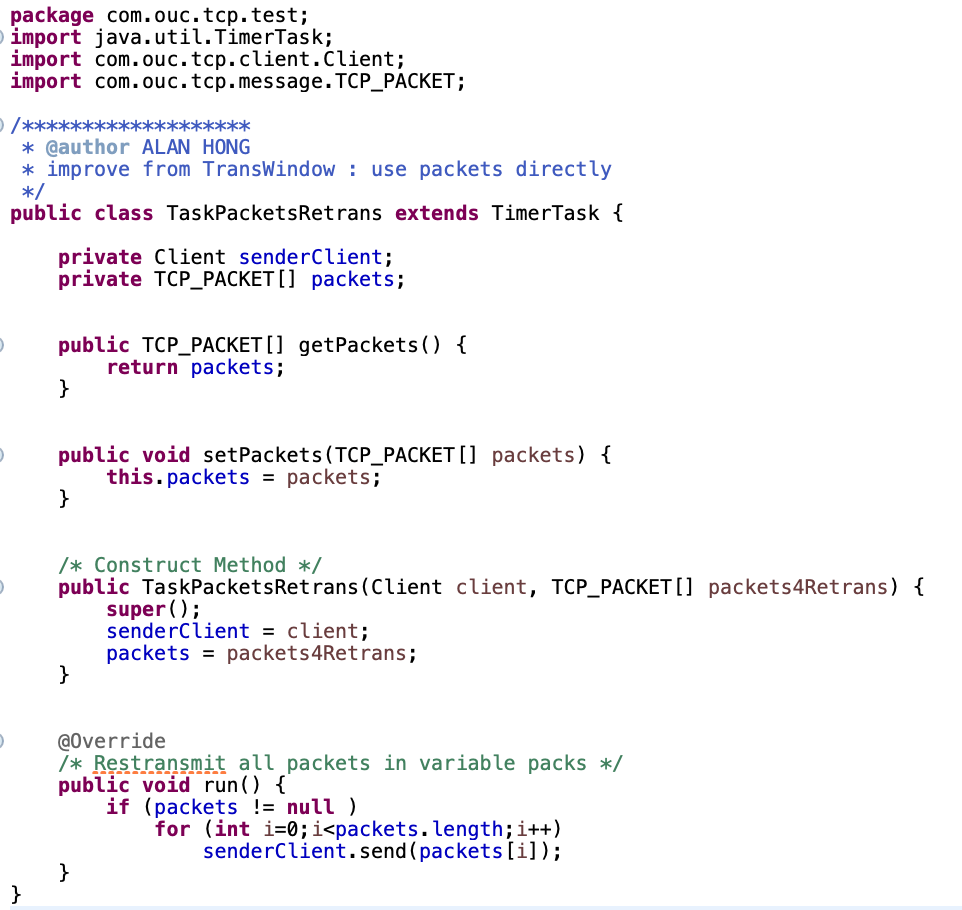 package com.ouc.tcp.test;
import java.util.TimerTask;
import com.ouc.tcp.client.Client;
import com.ouc.tcp.message.TCP_PACKET;

/*******************
 * @author ALAN HONG
 * improve from TransWindow : use packets directly
 */
public class TaskPacketsRetrans extends TimerTask {

    private Client senderClient;
    private TCP_PACKET[] packets;


    public TCP_PACKET[] getPackets() {
        return packets;
    }


    public void setPackets(TCP_PACKET[] packets) {
        this.packets = packets;
    }


    /* Construct Method */
    public TaskPacketsRetrans(Client client, TCP_PACKET[] packets4Retrans) {
        super();
        senderClient = client;
        packets = packets4Retrans;
    }


    @Override
    /* Restransmit all packets in variable packs */
    public void run() {
        if (packets != null )
            for (int i=0;i<packets.length;i++)
                senderClient.send(packets[i]);
    }
}